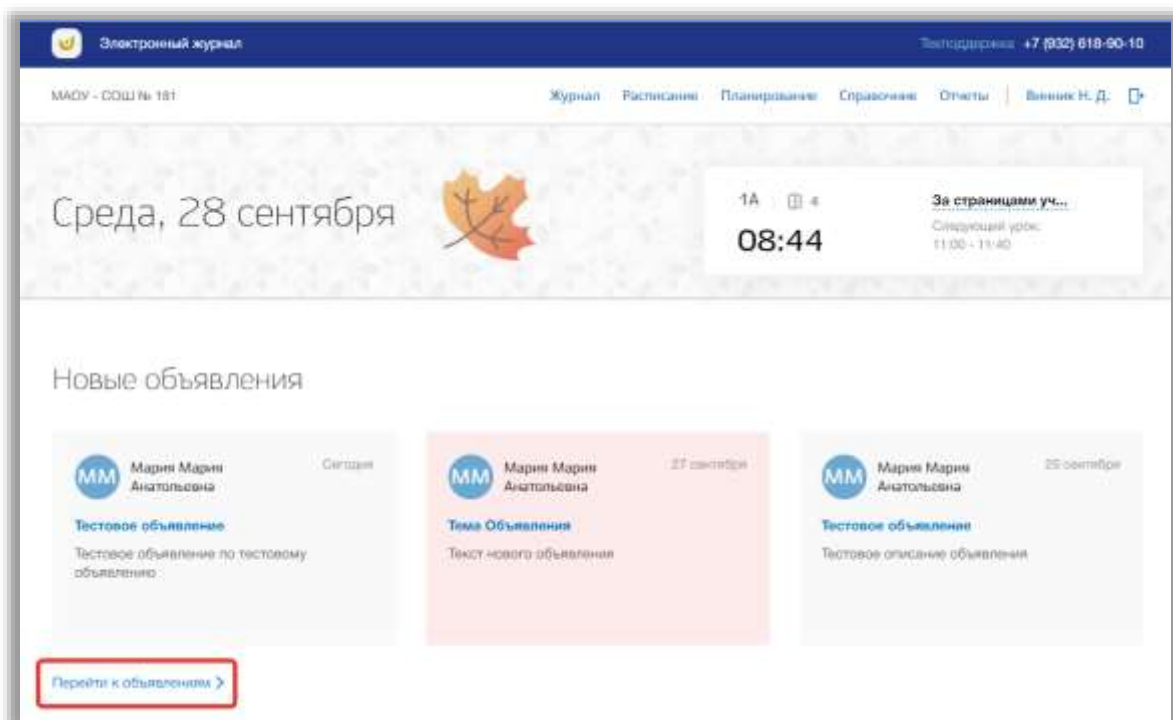 Электронный журнал
Техподдержка: +7 (932) 618-90-10
МАОУ - СОШ № 181
Журнал Расписание Планирование Справочник Отчеты Винник Н. Д.
Среда, 28 сентября
1А 4
За страницами уч...
08:44
Следующий урок:
11:00 - 11:40
Новые объявления
ММ
Мария Мария
Анатольевна
Сегодня
Тестовое объявление
Тестовое объявление по тестовому
объявлению
ММ
Мария Мария
Анатольевна
27 сентября
Тема Объявления
Текст нового объявления
ММ
Мария Мария
Анатольевна
сентября
Тестовое объявление
Тестовое описание объявления
Перейти к объявлениям >